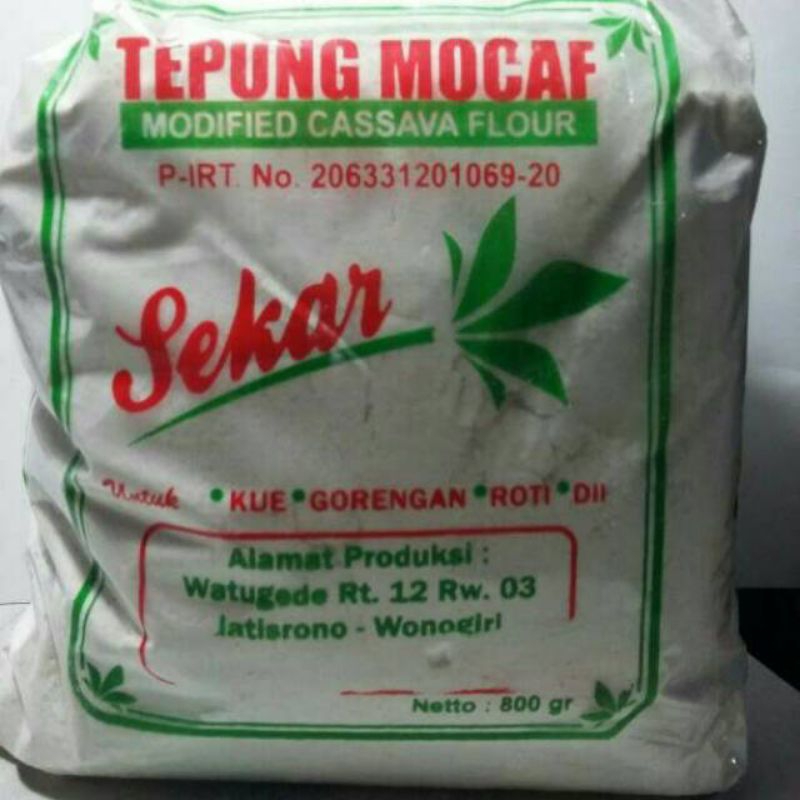 TEPUNG MOCAF
MODIFIED CASSAVA FLOUR
P-IRT. No. 206331201069-20
Sekar
Untuk • KUE • GORENGAN • ROTI • Dll
Alamat Produksi :
Watugede Rt. 12 Rw. 03
Jatisrono - Wonogiri
Netto : 800 gr